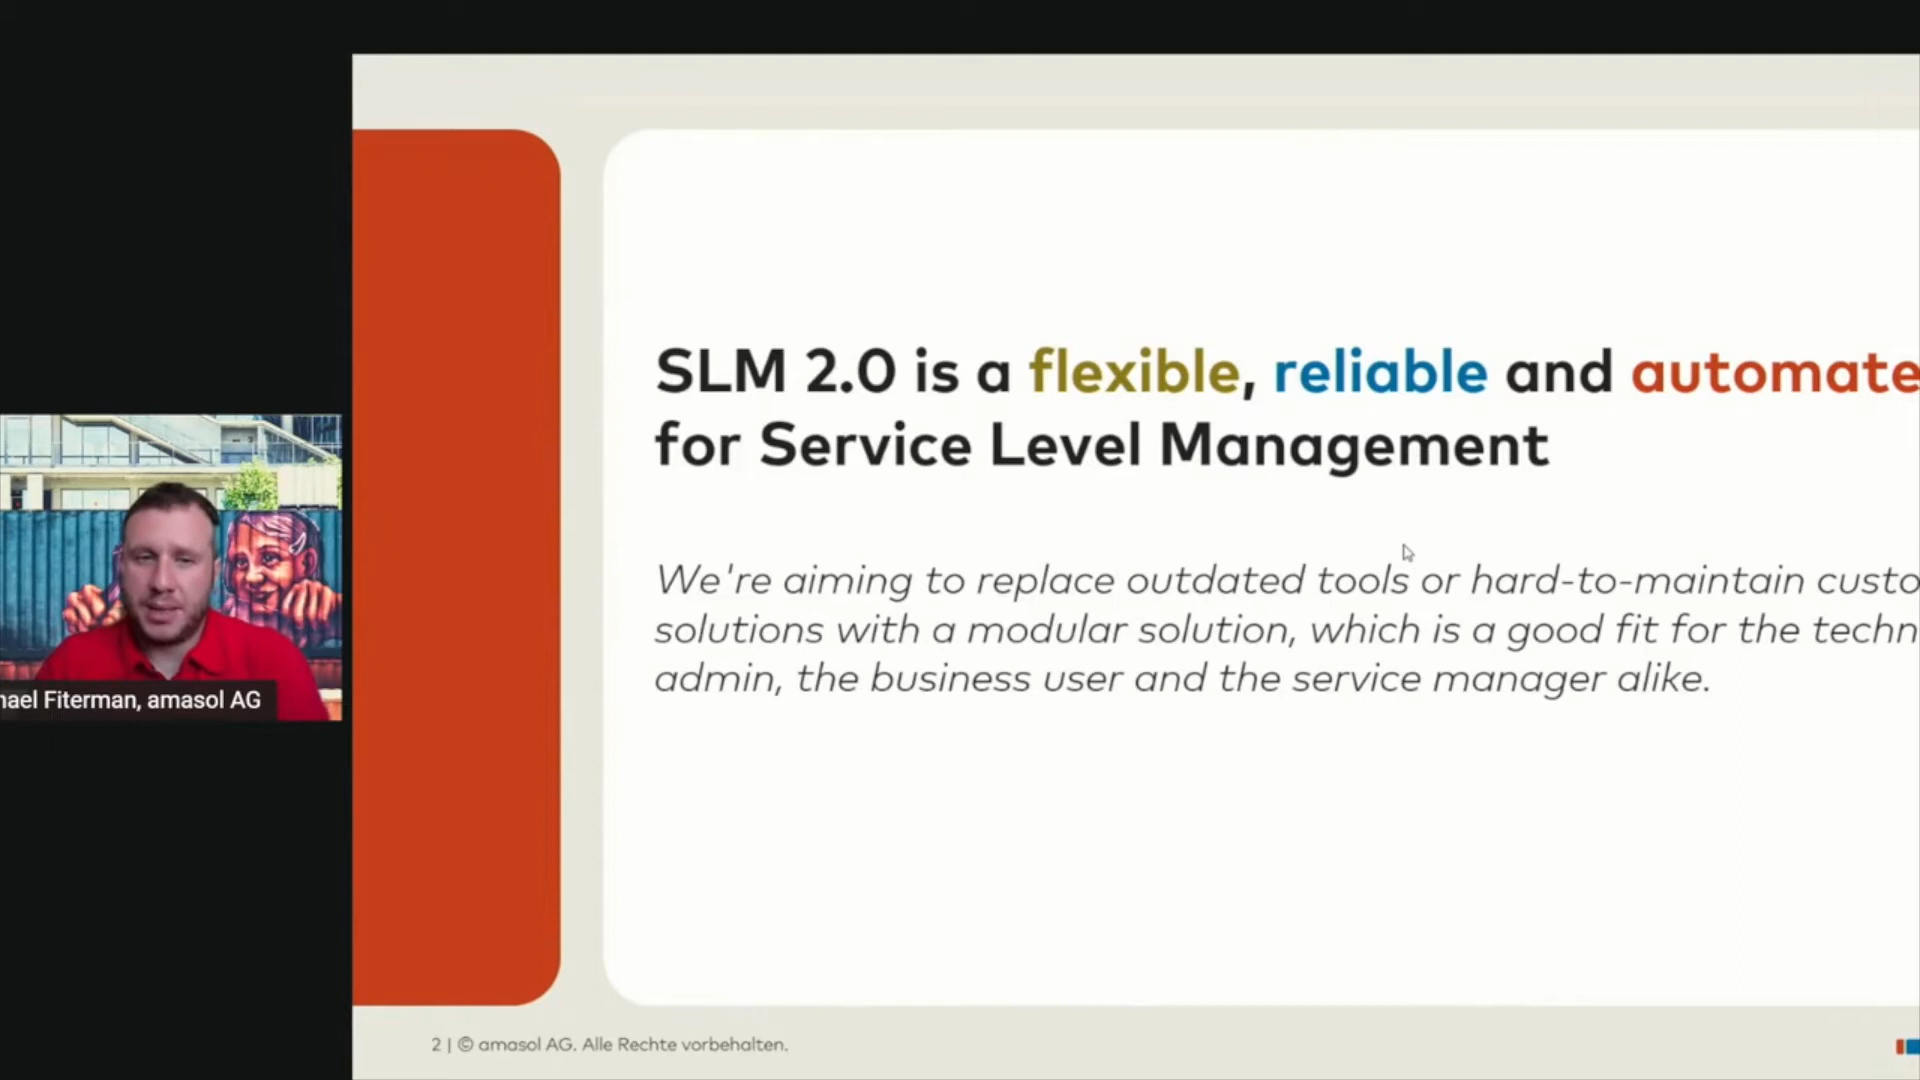 SLM 2.0 is a flexible, reliable and automate
for Service Level Management
We're aiming to replace outdated tools or hard-to-maintain custo
solutions with a modular solution, which is a good fit for the techn
admin, the business user and the service manager alike.
hael Fiterman, amasol AG
2 | © amasol AG. Alle Rechte vorbehalten.